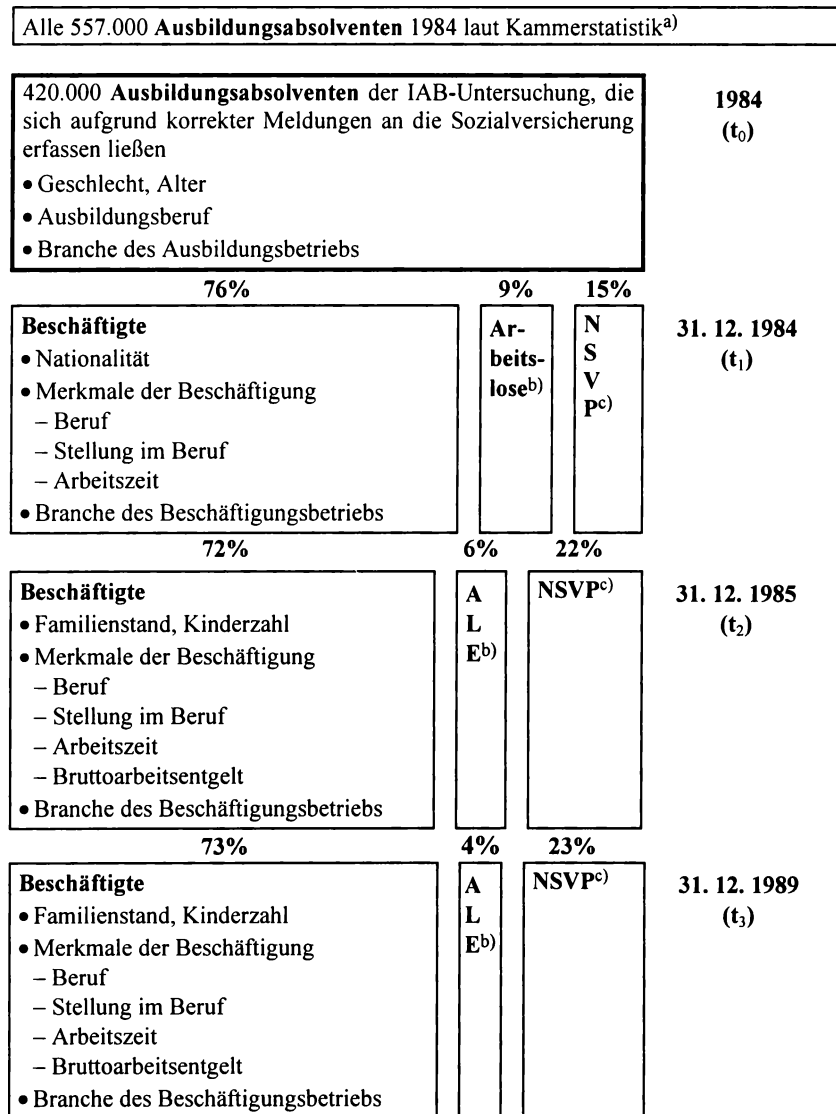 Alle 557.000 Ausbildungsabsolventen 1984 laut Kammerstatistik a)
420.000 Ausbildungsabsolventen der IAB-Untersuchung, die
sich aufgrund korrekter Meldungen an die Sozialversicherung
erfassen ließen
• Geschlecht, Alter
• Ausbildungsberuf
• Branche des Ausbildungsbetriebs
1984
(t0)
76% 9% 15%
Beschäftigte
• Nationalität
• Merkmale der Beschäftigung
– Beruf
– Stellung im Beruf
– Arbeitszeit
• Branche des Beschäftigungsbetriebs
Ar-
beits-
lose b)
N
S
V
P c)
31. 12. 1984
(t1)
72% 6% 22%
Beschäftigte
• Familienstand, Kinderzahl
• Merkmale der Beschäftigung
– Beruf
– Stellung im Beruf
– Arbeitszeit
– Bruttoarbeitsentgelt
• Branche des Beschäftigungsbetriebs
A
L
E b)
NSVP c)
31. 12. 1985
(t2)
73% 4% 23%
Beschäftigte
• Familienstand, Kinderzahl
• Merkmale der Beschäftigung
– Beruf
– Stellung im Beruf
– Arbeitszeit
– Bruttoarbeitsentgelt
• Branche des Beschäftigungsbetriebs
A
L
E b)
NSVP c)
31. 12. 1989
(t3)